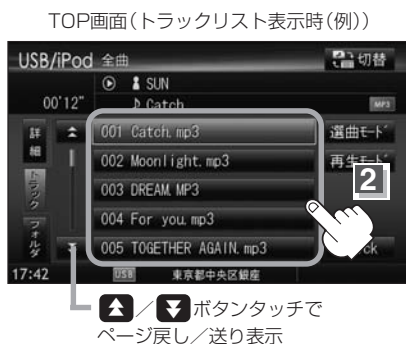 TOP画面(トラックリスト表示時(例))
USB/iPod 全曲 切替
SUN
00'12" Catch MP3
詳細
トラック
フォルダ
001 Catch.mp3 選曲ﾓｰﾄﾞ
002 Moonlight.mp3 再生ﾓｰﾄﾞ
2
003 DREAM.MP3
004 For you.mp3
005 TOGETHER AGAIN.mp3 ck
17:42 USB 東京都中央区銀座
/ ボタンタッチで
ページ戻し/送り表示